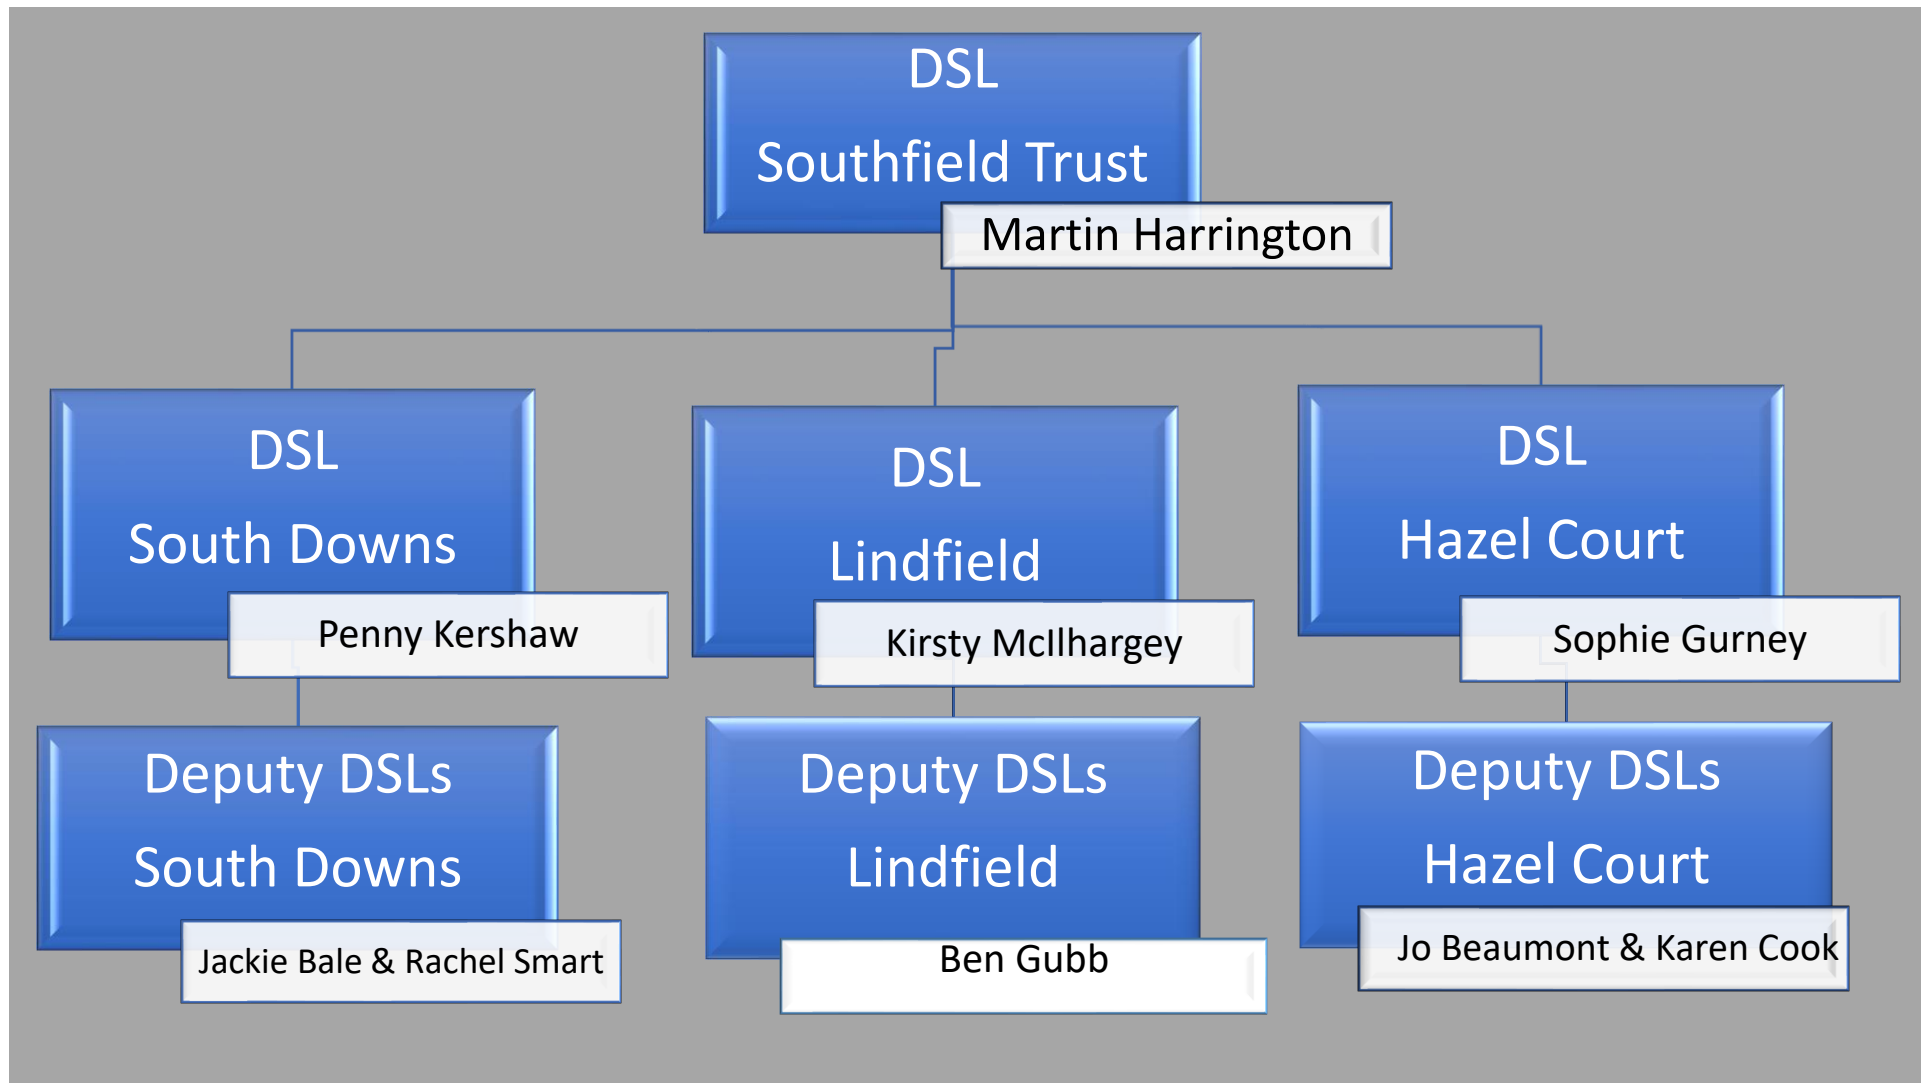 DSL
Southfield Trust
Martin Harrington
DSL
South Downs
Penny Kershaw
DSL
Lindfield
Kirsty McIlhargey
DSL
Hazel Court
Sophie Gurney
Deputy DSLs
South Downs
Jackie Bale & Rachel Smart
Deputy DSLs
Lindfield
Ben Gubb
Deputy DSLs
Hazel Court
Jo Beaumont & Karen Cook